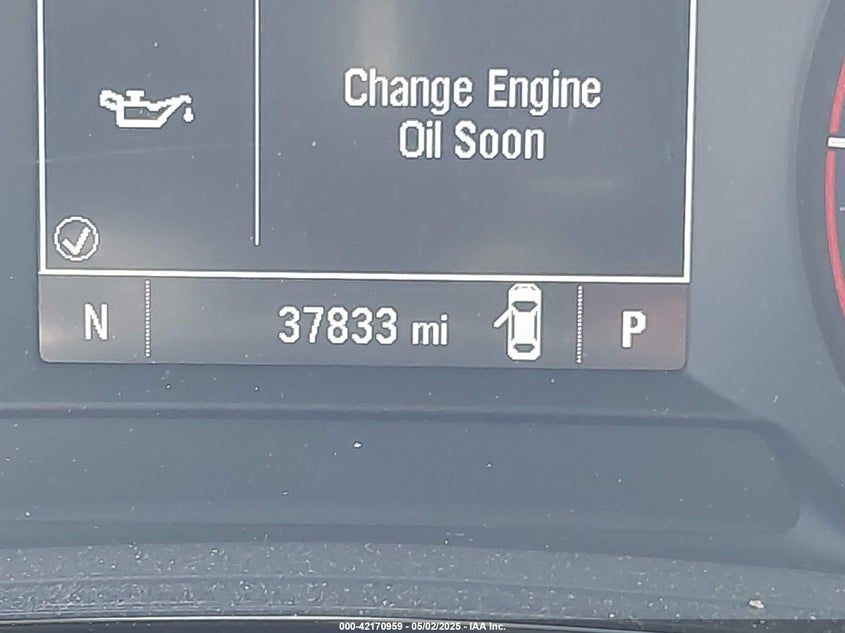 Change Engine
Oil Soon
N 37833 mi P
000-42170959 - 05/02/2025 - IAA Inc.